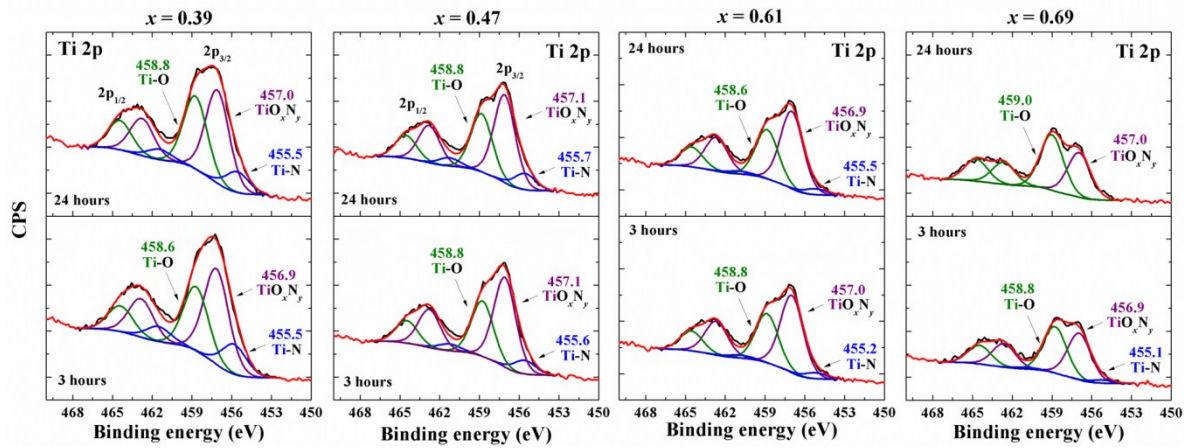 x = 0.39
x = 0.47
x = 0.61
x = 0.69
CPS
Ti 2p
2p1/2
2p3/2
458.8
Ti-O
457.0
TiOxNy
455.5
Ti-N
24 hours
458.6
Ti-O
456.9
TiOxNy
455.5
Ti-N
3 hours
468 465 462 459 456 453 450
Binding energy (eV)
Ti 2p
2p1/2
2p3/2
458.8
Ti-O
457.1
TiOxNy
455.7
Ti-N
24 hours
458.8
Ti-O
457.1
TiOxNy
455.6
Ti-N
3 hours
468 465 462 459 456 453 450
Binding energy (eV)
24 hours
Ti 2p
458.6
Ti-O
456.9
TiOxNy
455.5
Ti-N
3 hours
458.8
Ti-O
457.0
TiOxNy
455.2
Ti-N
468 465 462 459 456 453 450
Binding energy (eV)
24 hours
Ti 2p
459.0
Ti-O
457.0
TiOxNy
3 hours
458.8
Ti-O
456.9
TiOxNy
455.1
Ti-N
468 465 462 459 456 453 450
Binding energy (eV)